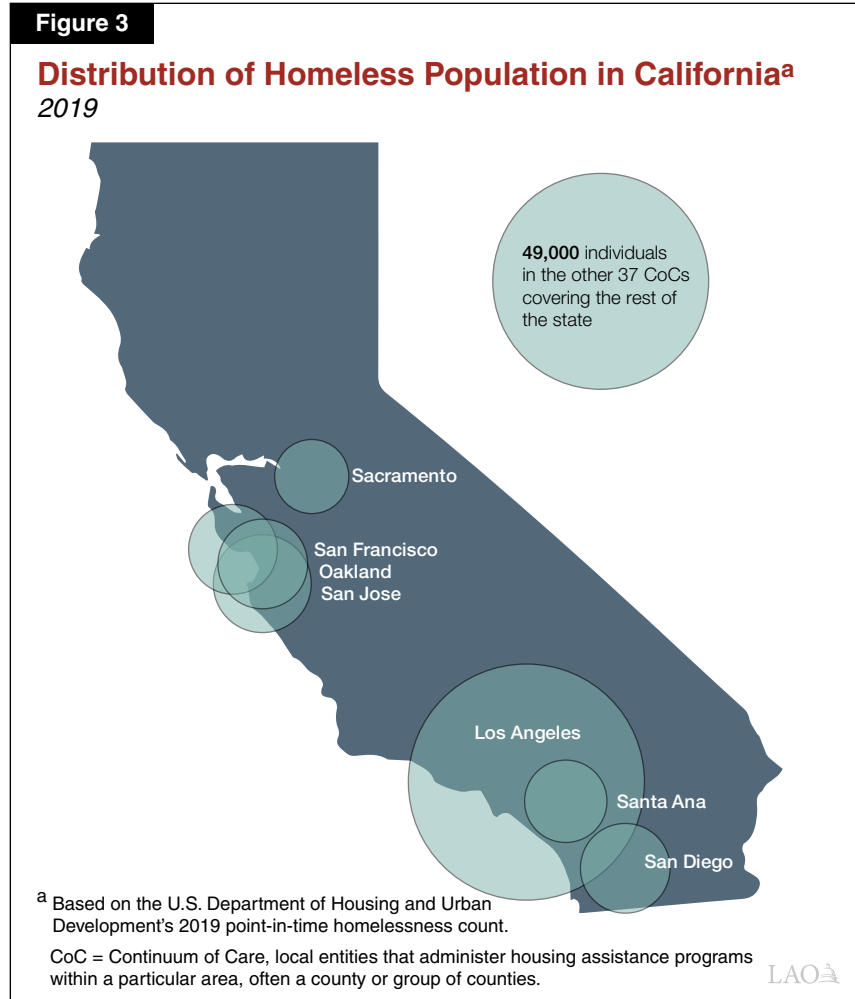 Figure 3
Distribution of Homeless Population in Californiaᵃ
2019
49,000 individuals
in the other 37 CoCs
covering the rest of
the state
Sacramento
San Francisco
Oakland
San Jose
Los Angeles
Santa Ana
San Diego
ᵃ Based on the U.S. Department of Housing and Urban
Development's 2019 point-in-time homelessness count.
CoC = Continuum of Care, local entities that administer housing assistance programs
within a particular area, often a county or group of counties.
LAO